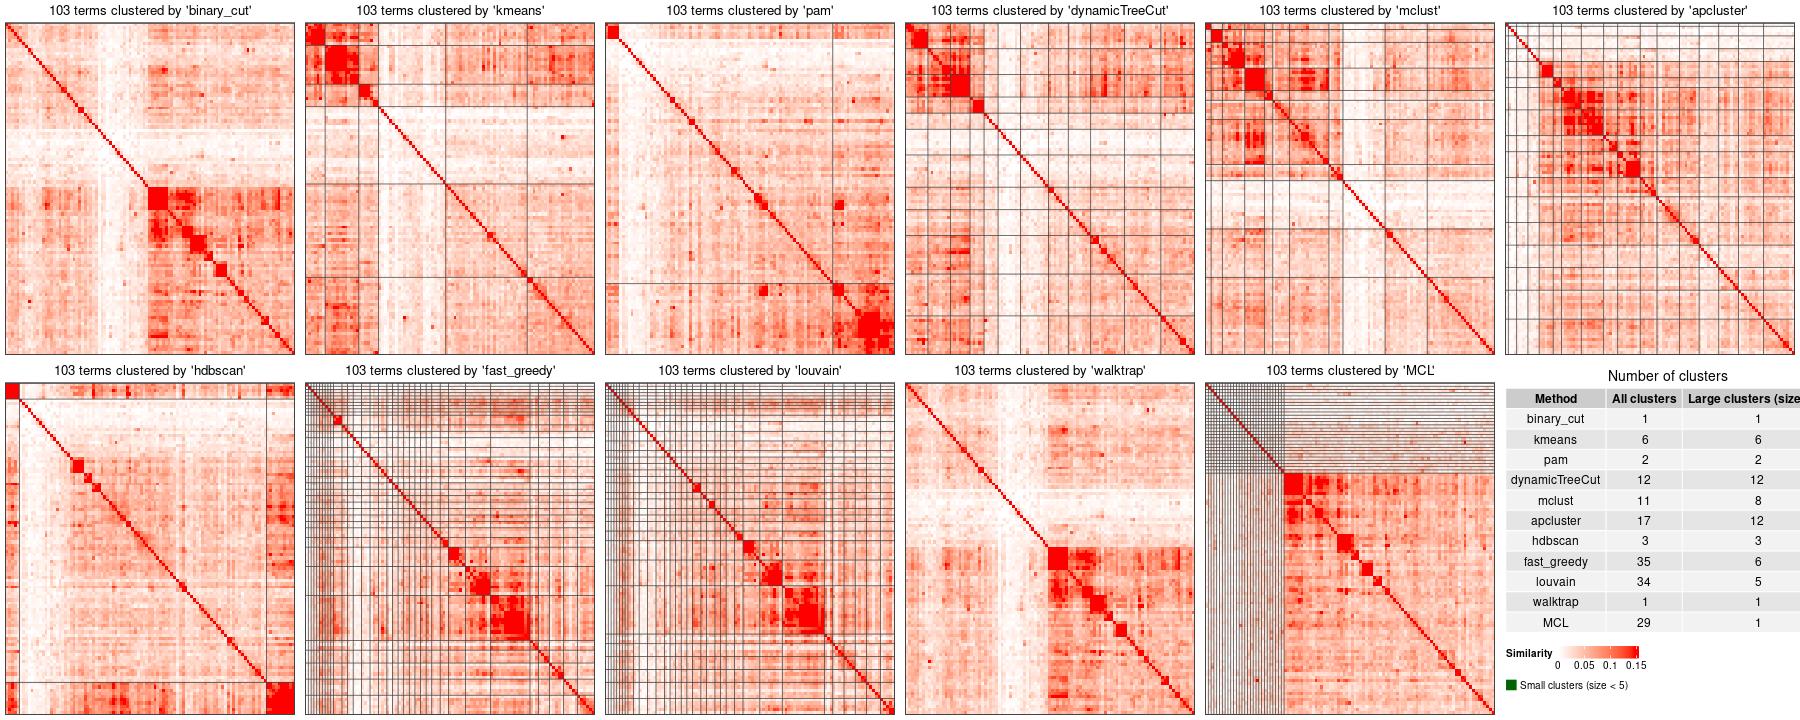 103 terms clustered by 'binary_cut'
103 terms clustered by 'kmeans'
103 terms clustered by 'pam'
103 terms clustered by 'dynamicTreeCut'
103 terms clustered by 'mclust'
103 terms clustered by 'apcluster'
103 terms clustered by 'hdbscan'
103 terms clustered by 'fast_greedy'
103 terms clustered by 'louvain'
103 terms clustered by 'walktrap'
103 terms clustered by 'MCL'
Number of clusters
Method All clusters Large clusters (size
binary_cut 1 1
kmeans 6 6
pam 2 2
dynamicTreeCut 12 12
mclust 11 8
apcluster 17 12
hdbscan 3 3
fast_greedy 35 6
louvain 34 5
walktrap 1 1
MCL 29 1
Similarity
0 0.05 0.1 0.15
Small clusters (size < 5)